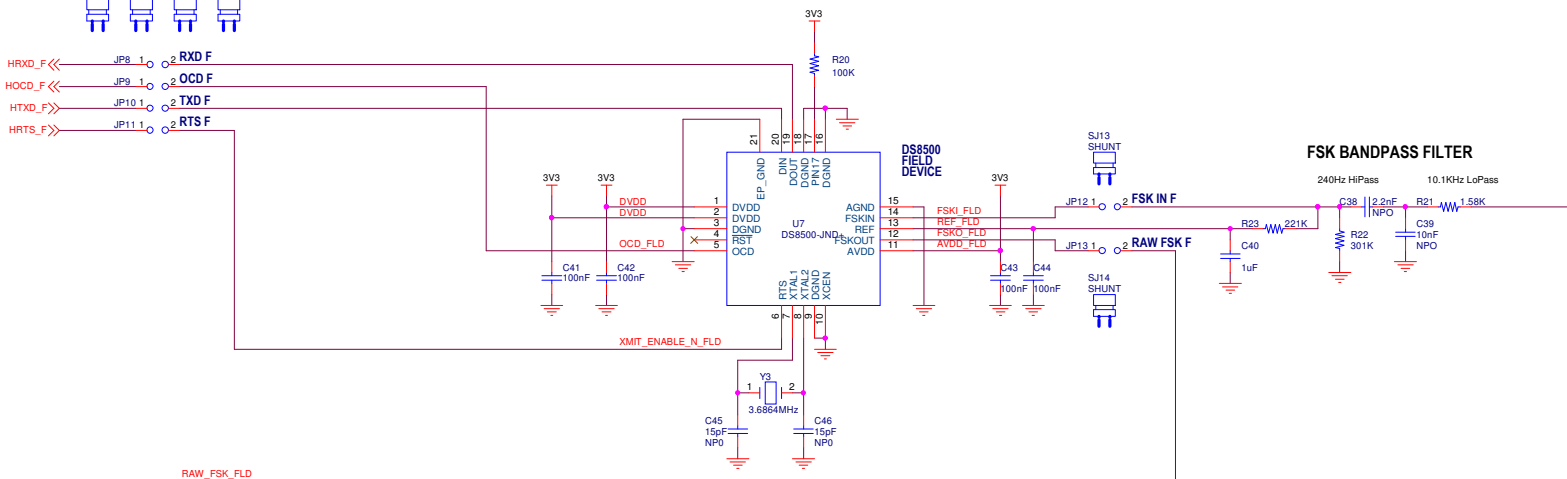 3V3
R20
100K
HRXD_F
JP8 1 2 RXD F
HOCD_F
JP9 1 2 OCD F
HTXD_F
JP10 1 2 TXD F
HRTS_F
JP11 1 2 RTS F
21 20 19 18 17 16
EP_GND
DIN
DOUT
DGND
PIN17
DGND
DS8500
FIELD
DEVICE
SJ13
SHUNT
FSK BANDPASS FILTER
240Hz HiPass
10.1KHz LoPass
3V3
3V3
3V3
DVDD
DVDD
1 DVDD
2 DVDD
3 DGND
4 RST
5 OCD
OCD_FLD
U7
DS8500-JND+
AGND 15
FSKIN 14
REF 13
FSKOUT 12
AVDD 11
FSKI_FLD
REF_FLD
FSKO_FLD
AVDD_FLD
JP12 1 2 FSK IN F
JP13 1 2 RAW FSK F
C38 2.2nF
NPO
R21 1.58K
R23 221K
R22
301K
C39
10nF
NPO
C40
1uF
C41
100nF
C42
100nF
C43
100nF
C44
100nF
SJ14
SHUNT
RTS
XTAL1
XTAL2
DGND
XCEN
6 7 8 9 10
XMIT_ENABLE_N_FLD
Y3
1 2
3.6864MHz
C45
15pF
NP0
C46
15pF
NP0
RAW_FSK_FLD